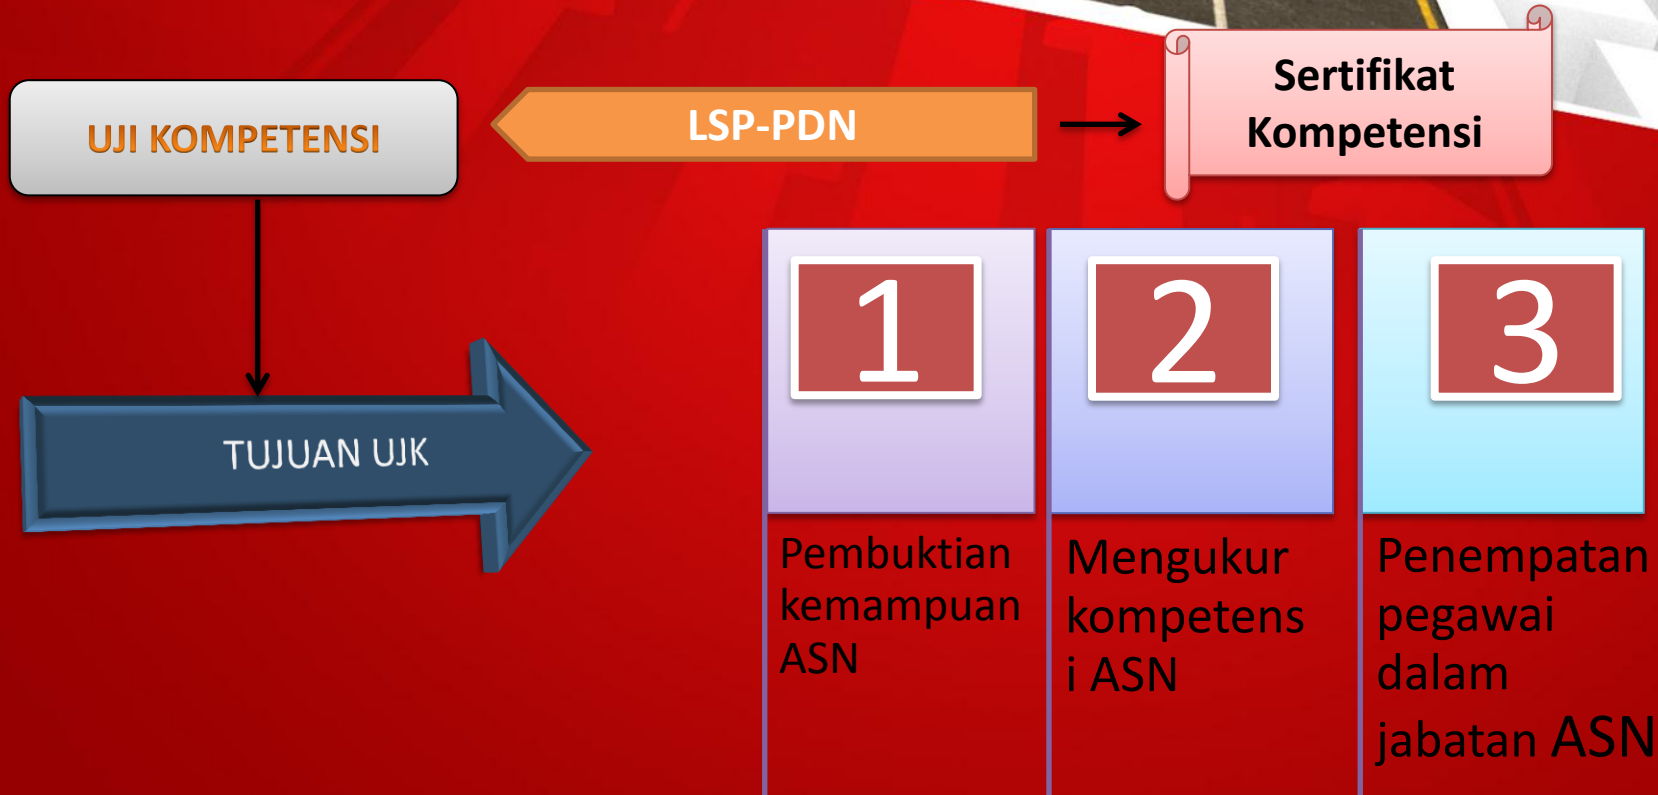 UJI KOMPETENSI
LSP-PDN
Sertifikat
Kompetensi
TUJUAN UJK
1
Pembuktian
kemampuan
ASN
2
Mengukur
kompetens
i ASN
3
Penempatan
pegawai
dalam
jabatan ASN